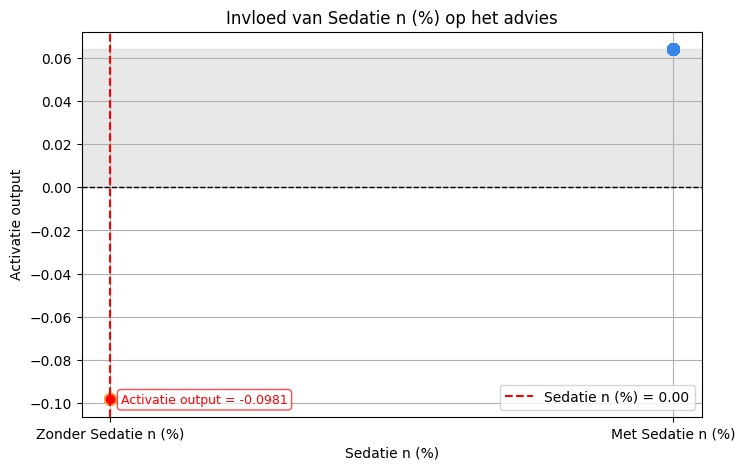 Invloed van Sedatie n (%) op het advies
Activatie output
0.06
0.04
0.02
0.00
−0.02
−0.04
−0.06
−0.08
−0.10
Activatie output = -0.0981
Sedatie n (%) = 0.00
Zonder Sedatie n (%)
Met Sedatie n (%)
Sedatie n (%)